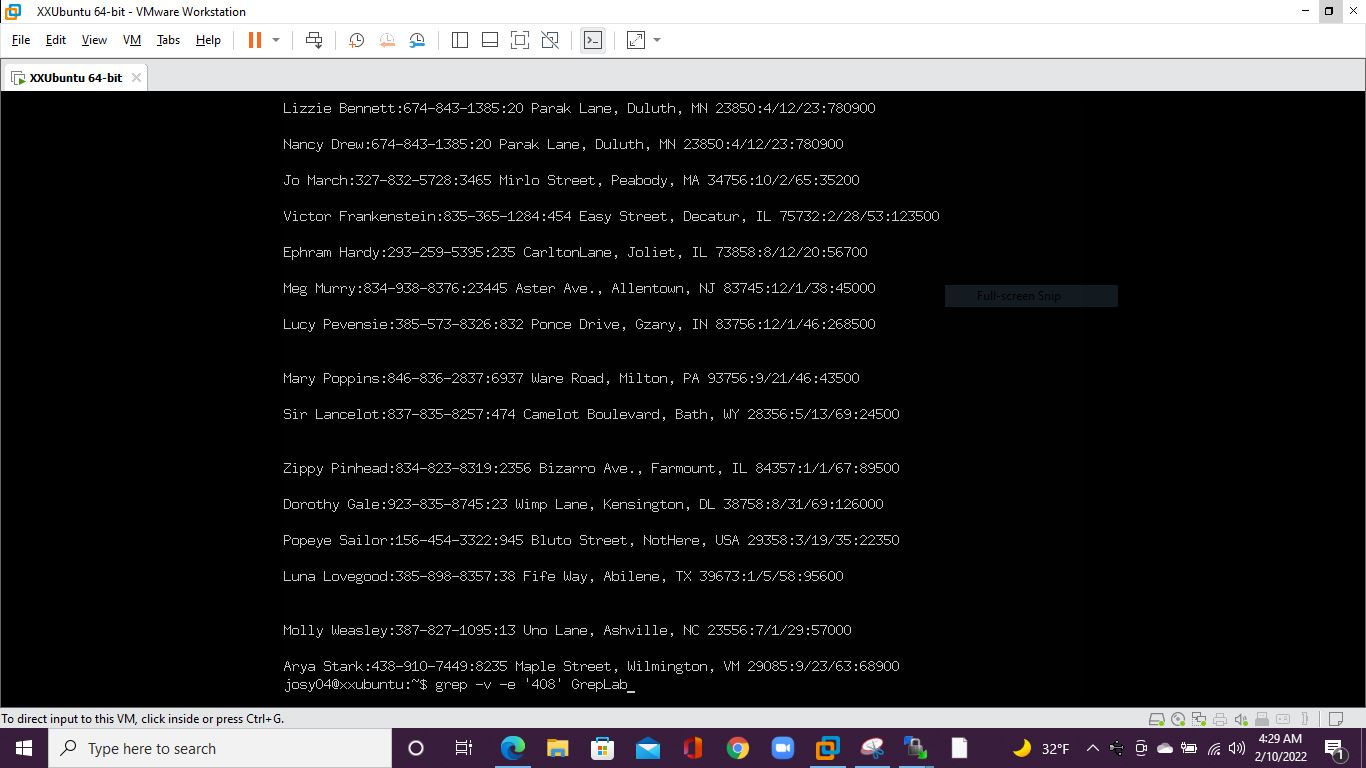 XXUbuntu 64-bit - VMware Workstation
File Edit View VM Tabs Help
XXUbuntu 64-bit
Lizzie Bennett:674-843-1385:20 Parak Lane, Duluth, MN 23850:4/12/23:780900
Nancy Drew:674-843-1385:20 Parak Lane, Duluth, MN 23850:4/12/23:780900
Jo March:327-832-5728:3465 Mirlo Street, Peabody, MA 34756:10/2/65:35200
Victor Frankenstein:835-365-1284:454 Easy Street, Decatur, IL 75732:2/28/53:123500
Ephram Hardy:293-259-5395:235 CarltonLane, Joliet, IL 73858:8/12/20:56700
Meg Murry:834-938-8376:23445 Aster Ave., Allentown, NJ 83745:12/1/38:45000
Full-screen Snip
Lucy Pevensie:385-573-8326:832 Ponce Drive, Gzary, IN 83756:12/1/46:268500
Mary Poppins:846-836-2837:6937 Ware Road, Milton, PA 93756:9/21/46:43500
Sir Lancelot:837-835-8257:474 Camelot Boulevard, Bath, WY 28356:5/13/69:24500
Zippy Pinhead:834-823-8319:2356 Bizarro Ave., Farmount, IL 84357:1/1/67:89500
Dorothy Gale:923-835-8745:23 Wimp Lane, Kensington, DL 38758:8/31/69:126000
Popeye Sailor:156-454-3322:945 Bluto Street, NotHere, USA 29358:3/19/35:22350
Luna Lovegood:385-898-8357:38 Fife Way, Abilene, TX 39673:1/5/58:95600
Molly Weasley:387-827-1095:13 Uno Lane, Ashville, NC 23556:7/1/29:57000
Arya Stark:438-910-7449:8235 Maple Street, Wilmington, VM 29085:9/23/63:68900
josy04@xxubuntu:~$ grep -v -e '408' GrepLab_
To direct input to this VM, click inside or press Ctrl+G.
Type here to search
32°F
4:29 AM
2/10/2022
1